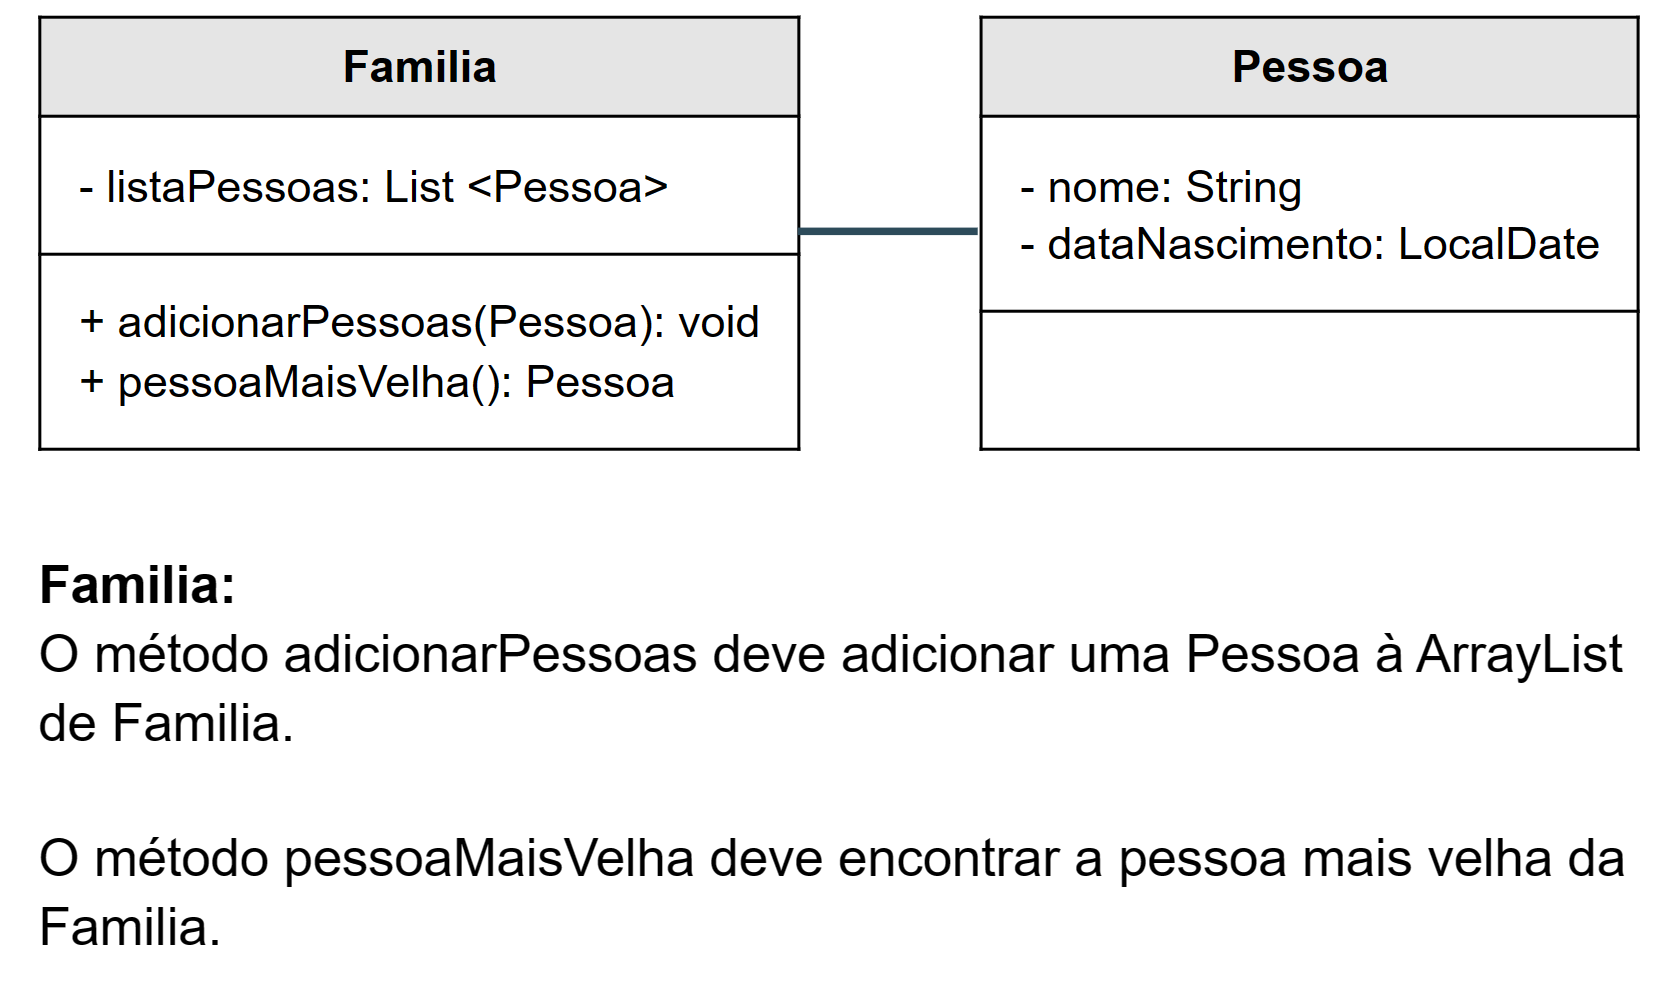 Familia
- listaPessoas: List <Pessoa>
+ adicionarPessoas(Pessoa): void
+ pessoaMaisVelha(): Pessoa
Pessoa
- nome: String
- dataNascimento: LocalDate
Familia:
O método adicionarPessoas deve adicionar uma Pessoa à ArrayList
de Familia.
O método pessoaMaisVelha deve encontrar a pessoa mais velha da
Familia.